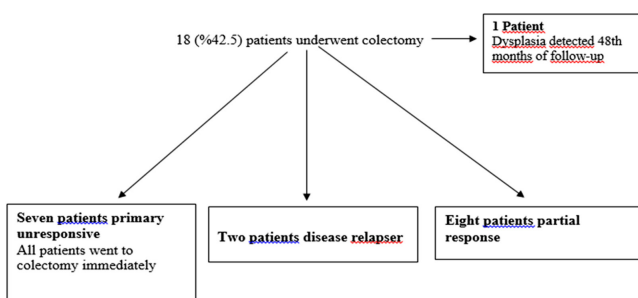 18 (%42.5) patients underwent colectomy
1 Patient
Dysplasia detected 48th
months of follow-up
Seven patients primary
unresponsive
All patients went to
colectomy immediately
Two patients disease relapser
Eight patients partial
response